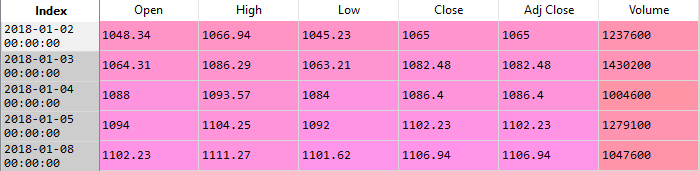 Index Open High Low Close Adj Close Volume
2018-01-02 00:00:00 1048.34 1066.94 1045.23 1065 1065 1237600
2018-01-03 00:00:00 1064.31 1086.29 1063.21 1082.48 1082.48 1430200
2018-01-04 00:00:00 1088 1093.57 1084 1086.4 1086.4 1004600
2018-01-05 00:00:00 1094 1104.25 1092 1102.23 1102.23 1279100
2018-01-08 00:00:00 1102.23 1111.27 1101.62 1106.94 1106.94 1047600